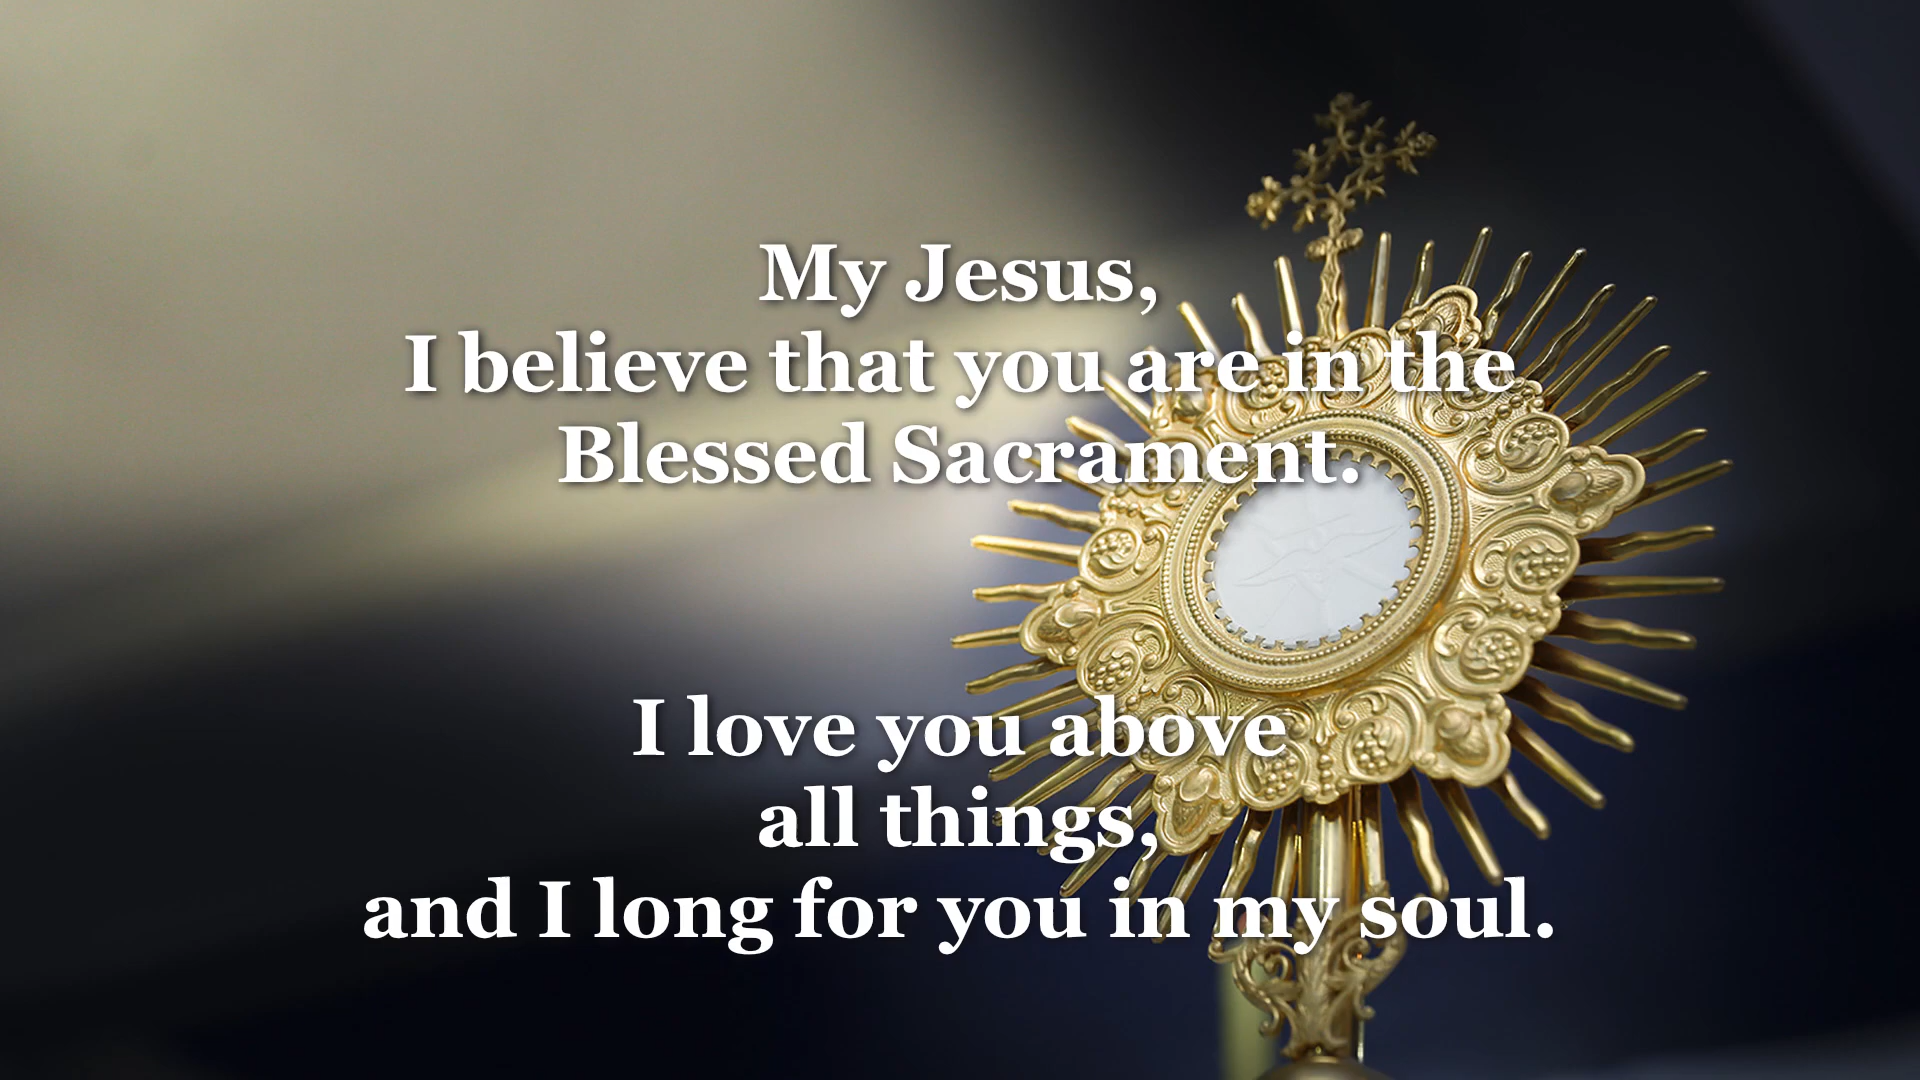 My Jesus,
I believe that you are in the
Blessed Sacrament.
I love you above
all things,
and I long for you in my soul.